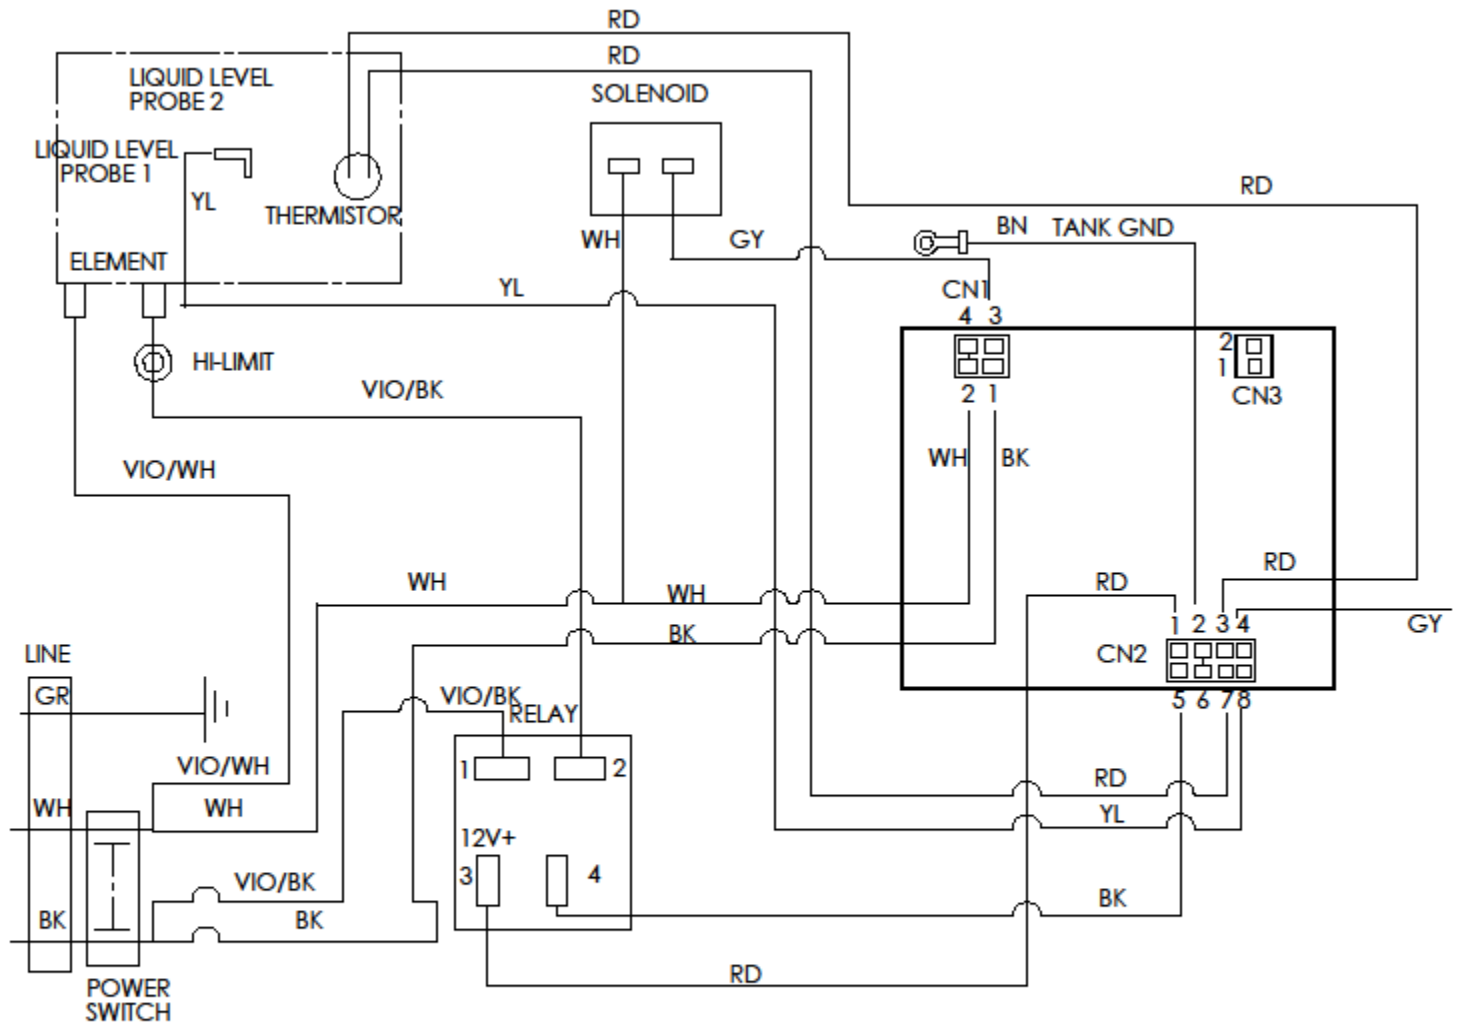 RD
RD
LIQUID LEVEL
PROBE 2
SOLENOID
LIQUID LEVEL
PROBE 1
YL
THERMISTOR
RD
WH
GY
BN
TANK GND
ELEMENT
YL
CN1
4 3
2
1
CN3
HI-LIMIT
VIO/BK
2 1
WH
BK
VIO/WH
WH
WH
RD
RD
1 2 3 4
GY
BK
CN2
LINE
GR
VIO/BK
RELAY
5 6 7 8
VIO/WH
1
2
RD
WH
WH
YL
12V+
3
4
VIO/BK
BK
BK
BK
RD
POWER
SWITCH